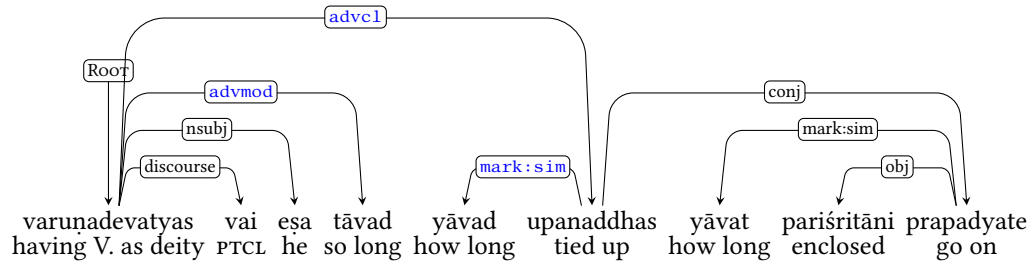 advcl
Root
advmod
conj
nsubj
mark:sim
discourse
mark:sim
obj
varuṇadevatyas vai eṣa tāvad yāvad upanaddhas yāvat pariśritāni prapadyate
having V. as deity PTCL he so long how long tied up how long enclosed go on